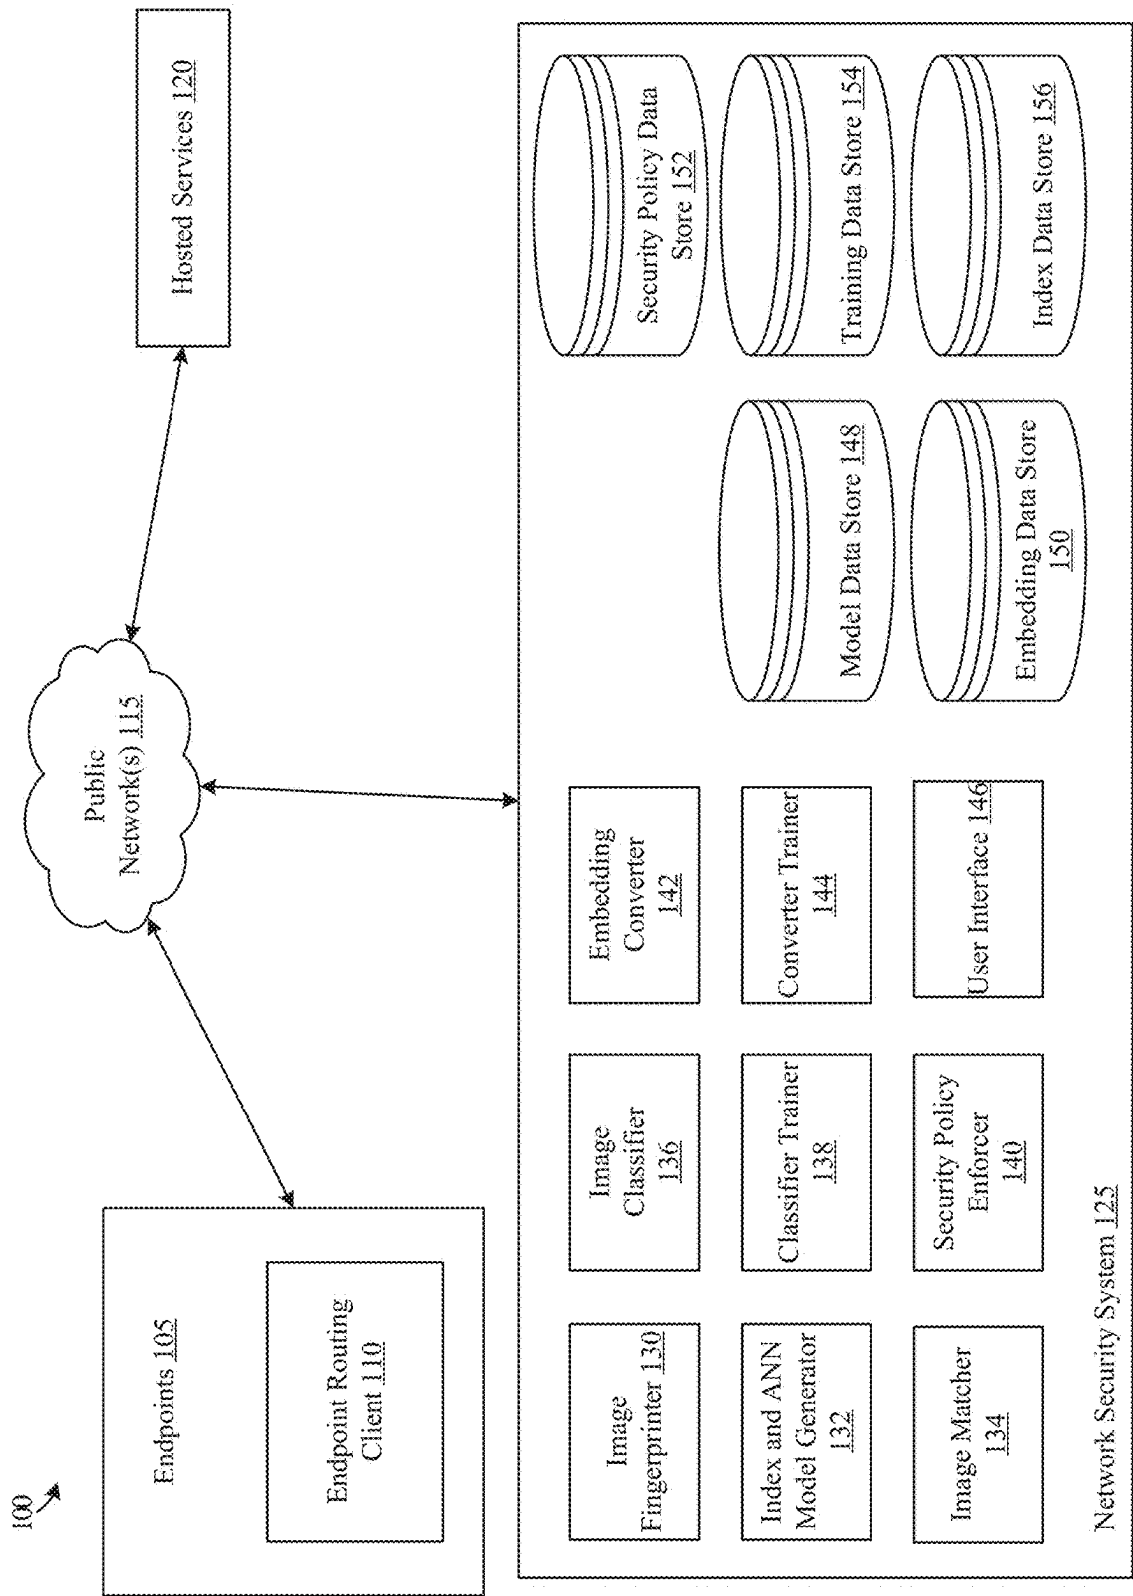 100
Endpoints 105
Endpoint Routing
Client 110
Public
Network(s) 115
Hosted Services 120
Image
Fingerprinter 130
Index and ANN
Model Generator
132
Image Matcher
134
Image
Classifier
136
Classifier Trainer
138
Security Policy
Enforcer
140
Embedding
Converter
142
Converter Trainer
144
User Interface 146
Model Data Store 148
Embedding Data Store
150
Security Policy Data
Store 152
Training Data Store 154
Index Data Store 156
Network Security System 125